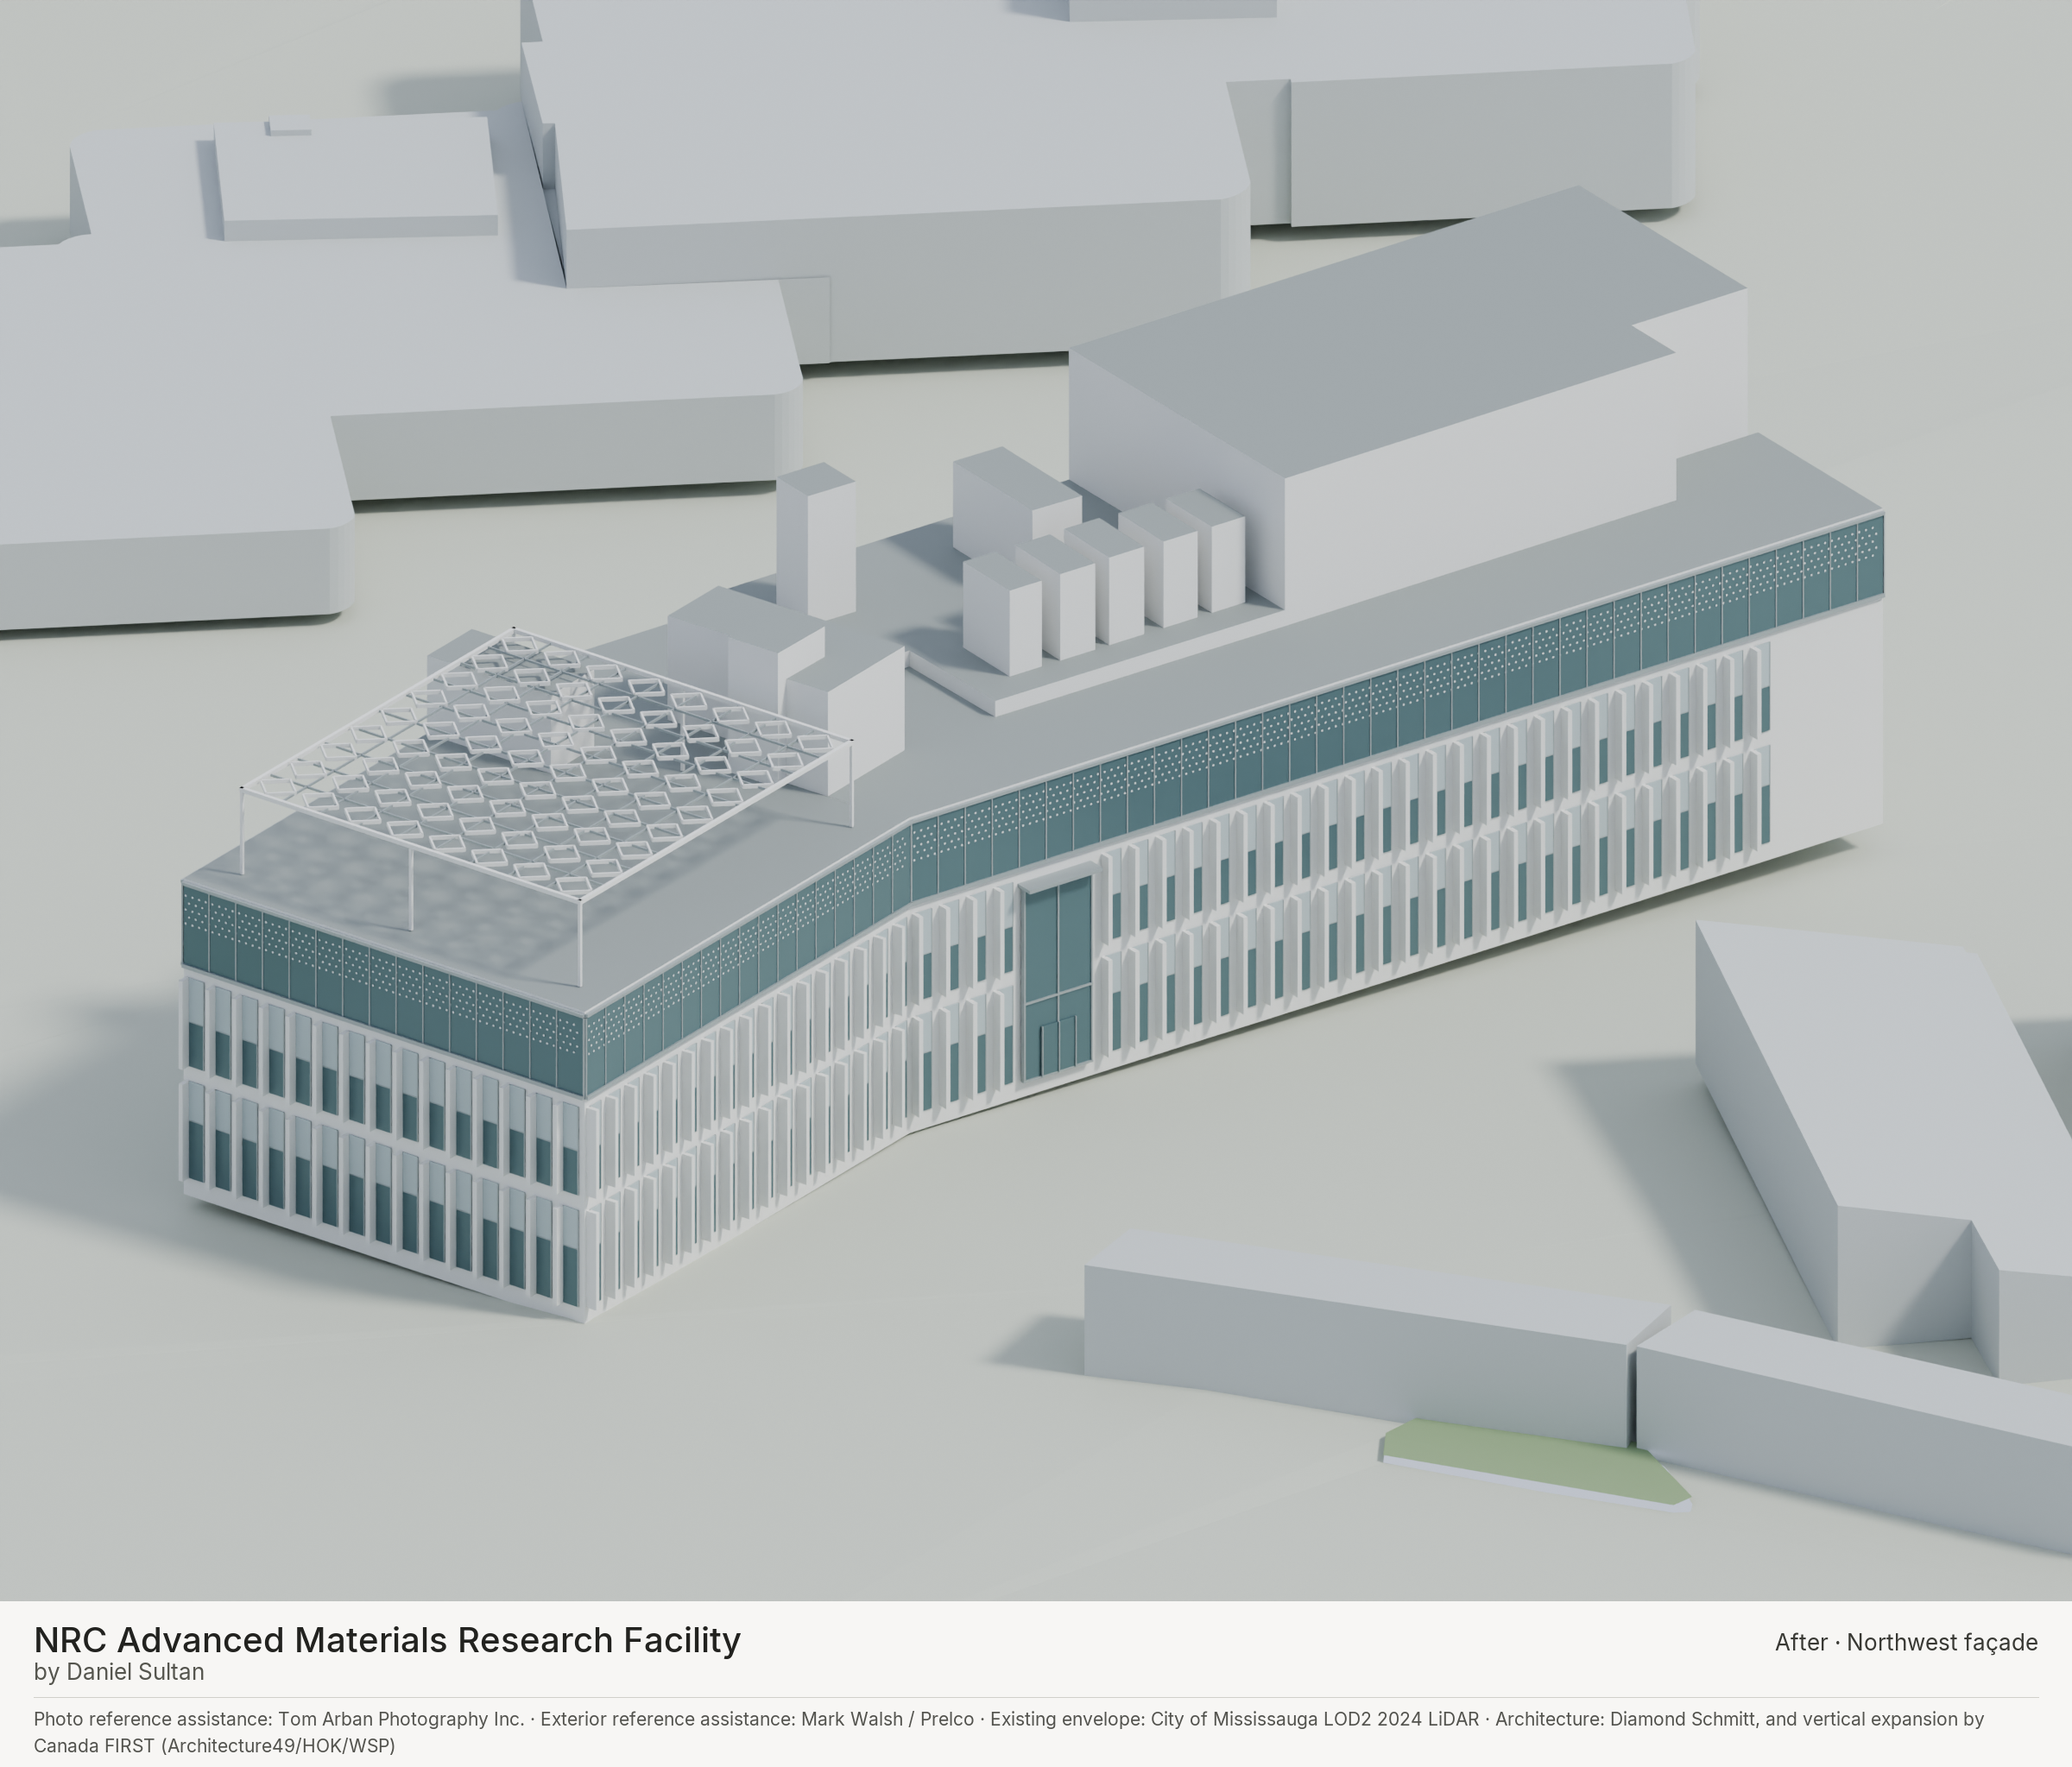 NRC Advanced Materials Research Facility
After · Northwest façade
by Daniel Sultan
Photo reference assistance: Tom Arban Photography Inc. · Exterior reference assistance: Mark Walsh / Prelco · Existing envelope: City of Mississauga LOD2 2024 LiDAR · Architecture: Diamond Schmitt, and vertical expansion by
Canada FIRST (Architecture49/HOK/WSP)